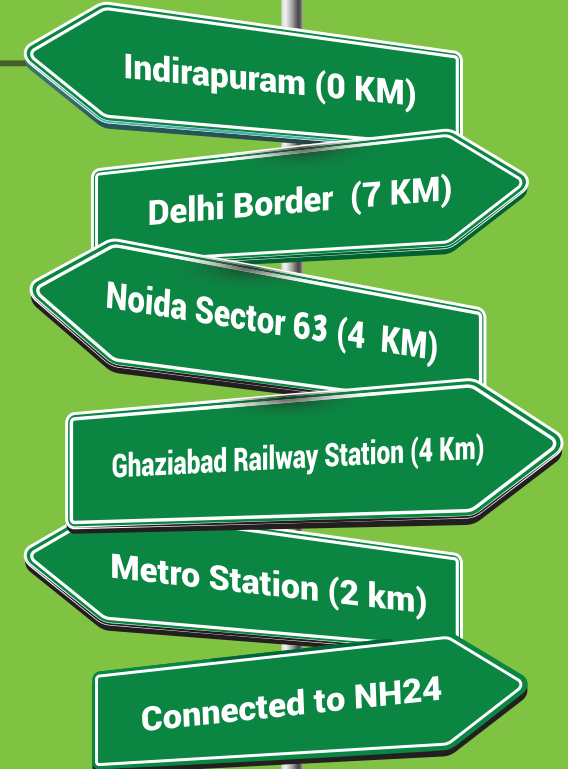 Indirapuram (0 KM)
Delhi Border (7 KM)
Noida Sector 63 (4 KM)
Ghaziabad Railway Station (4 Km)
Metro Station (2 km)
Connected to NH24